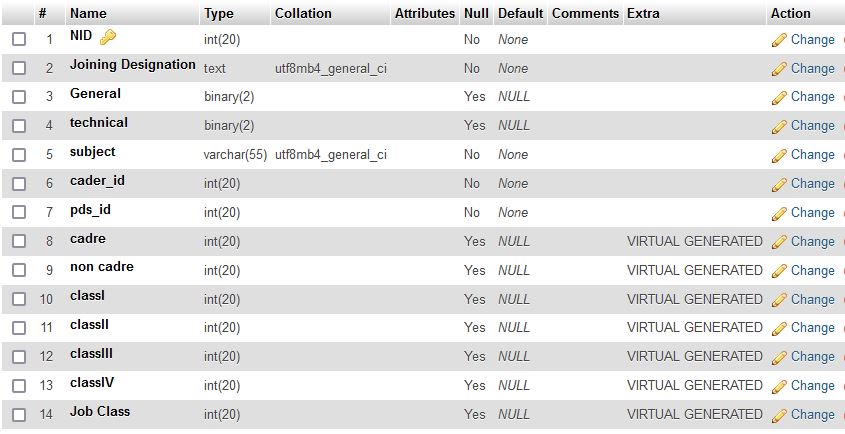 # Name Type Collation Attributes Null Default Comments Extra Action
1 NID int(20) No None Change
2 Joining Designation text utf8mb4_general_ci No None Change
3 General binary(2) Yes NULL Change
4 technical binary(2) Yes NULL Change
5 subject varchar(55) utf8mb4_general_ci No None Change
6 cader_id int(20) No None Change
7 pds_id int(20) No None Change
8 cadre int(20) Yes NULL VIRTUAL GENERATED Change
9 non cadre int(20) Yes NULL VIRTUAL GENERATED Change
10 classI int(20) Yes NULL VIRTUAL GENERATED Change
11 classII int(20) Yes NULL VIRTUAL GENERATED Change
12 classIII int(20) Yes NULL VIRTUAL GENERATED Change
13 classIV int(20) Yes NULL VIRTUAL GENERATED Change
14 Job Class int(20) Yes NULL VIRTUAL GENERATED Change